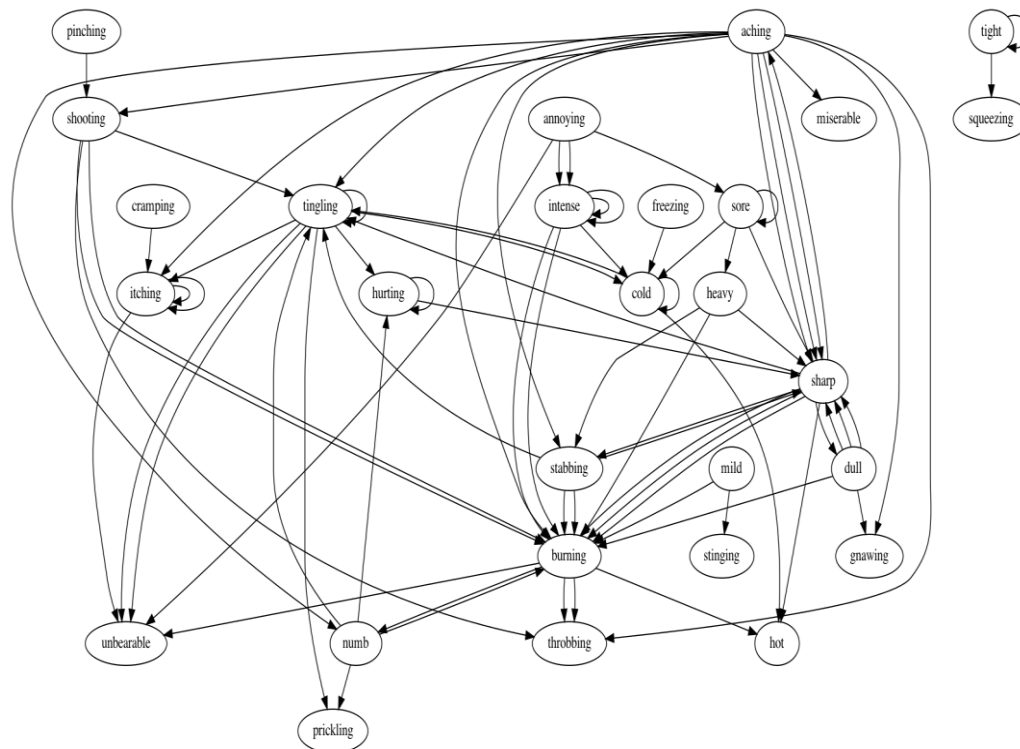 pinching
aching
tight
shooting
annoying
miserable
squeezing
cramping
tingling
intense
freezing
sore
itching
hurting
cold
heavy
sharp
stabbing
mild
dull
burning
stinging
gnawing
unbearable
numb
throbbing
hot
prickling